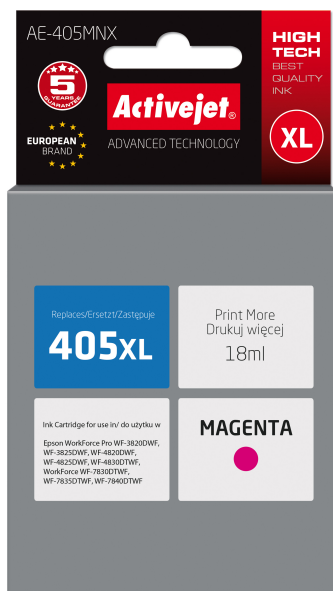 AE-405MNX
HIGH
TECH
BEST
QUALITY
INK
5
YEARS
GUARANTEE
Activejet®
EUROPEAN
BRAND
ADVANCED TECHNOLOGY
XL
Replaces/Ersetzt/Zastępuje
405XL
Print More
Drukuj więcej
18ml
Ink Cartridge for use in/ do użytku w
Epson WorkForce Pro WF-3820DWF,
WF-3825DWF, WF-4820DWF,
WF-4825DWF, WF-4830DTWF,
WorkForce WF-7830DTWF,
WF-7835DTWF, WF-7840DTWF
MAGENTA